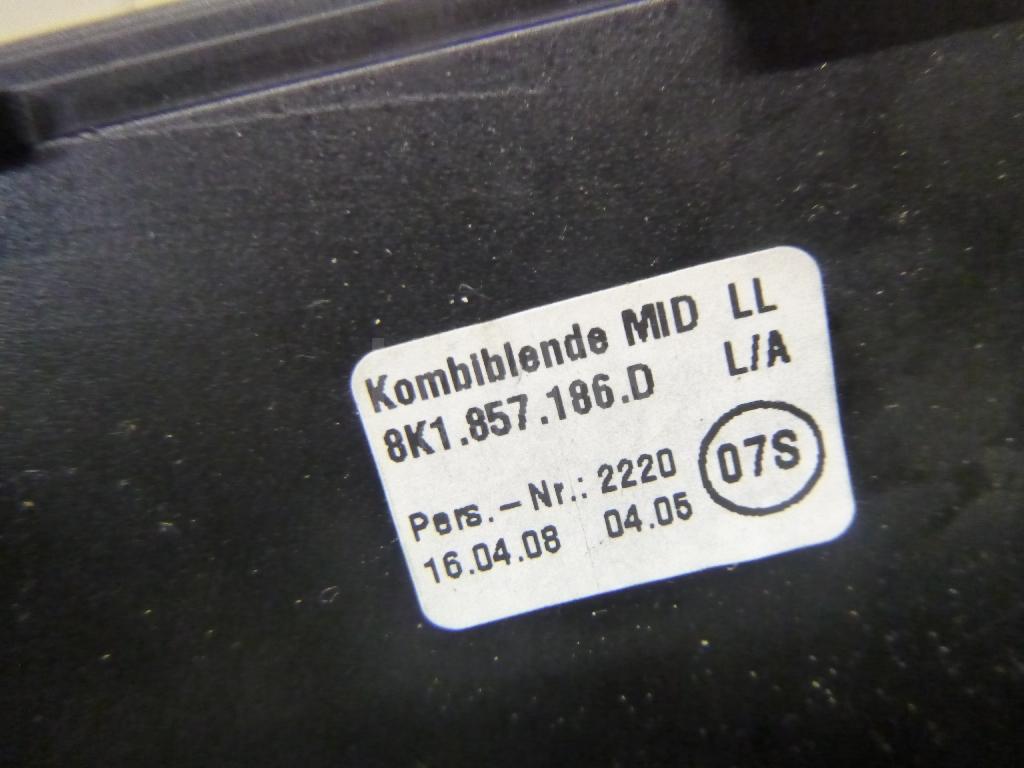 Kombiblende MID LL
8K1.857.186.D L/A
Pers.-Nr.: 2220 07S
16.04.08 04.05